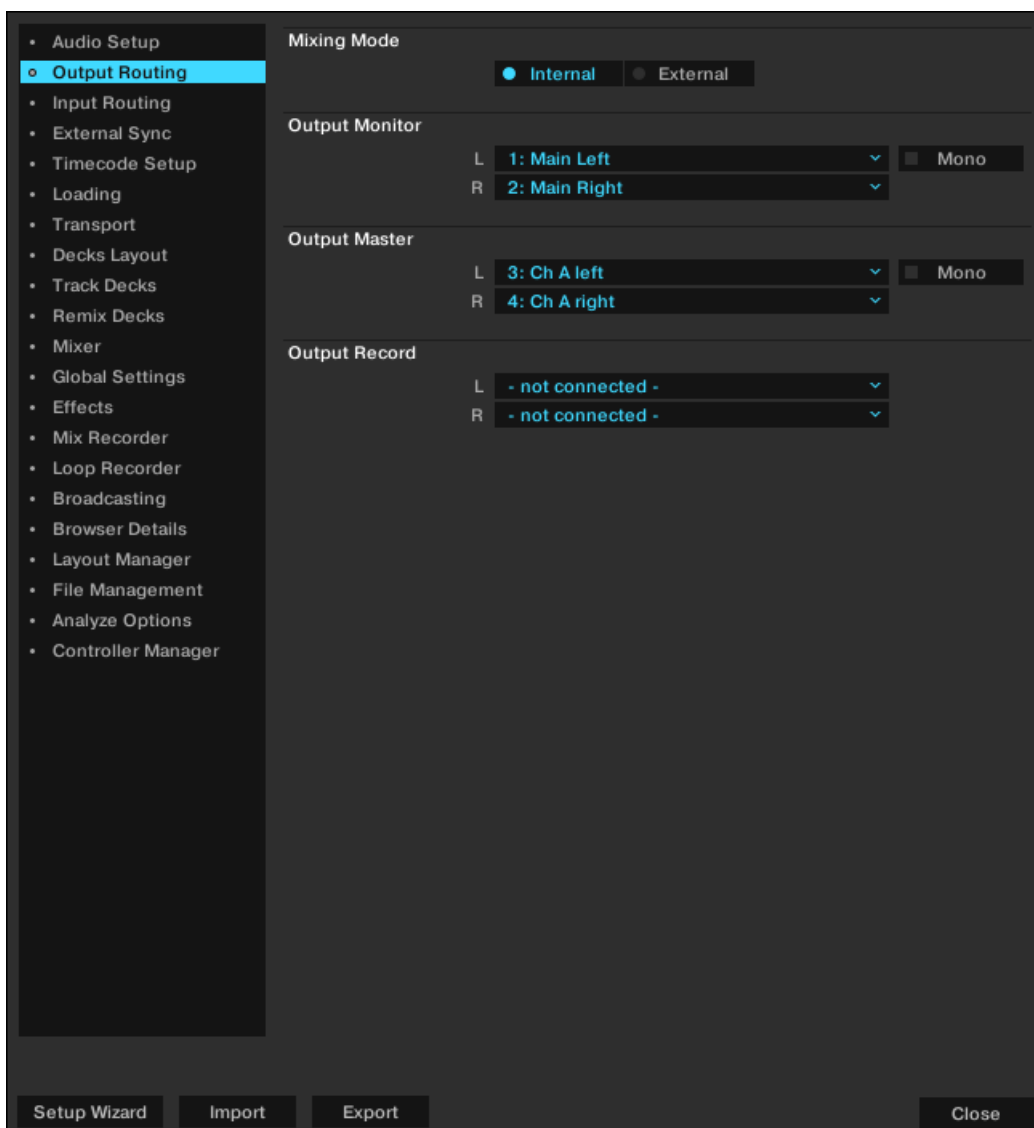 Audio Setup
Output Routing
Input Routing
External Sync
Timecode Setup
Loading
Transport
Decks Layout
Track Decks
Remix Decks
Mixer
Global Settings
Effects
Mix Recorder
Loop Recorder
Broadcasting
Browser Details
Layout Manager
File Management
Analyze Options
Controller Manager
Mixing Mode
Internal External
Output Monitor
L 1: Main Left Mono
R 2: Main Right
Output Master
L 3: Ch A left Mono
R 4: Ch A right
Output Record
L - not connected -
R - not connected -
Setup Wizard Import Export Close